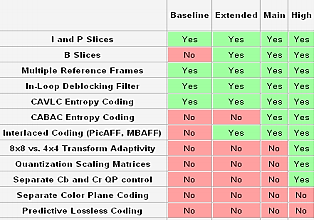 Baseline Extended Main High
I and P Slices Yes Yes Yes Yes
B Slices No Yes Yes Yes
Multiple Reference Frames Yes Yes Yes Yes
In-Loop Deblocking Filter Yes Yes Yes Yes
CAVLC Entropy Coding Yes Yes Yes Yes
CABAC Entropy Coding No No Yes Yes
Interlaced Coding (PicAFF, MBAFF) No Yes Yes Yes
8x8 vs. 4x4 Transform Adaptivity No No No Yes
Quantization Scaling Matrices No No No Yes
Separate Cb and Cr QP control No No No Yes
Separate Color Plane Coding No No No No
Predictive Lossless Coding No No No No